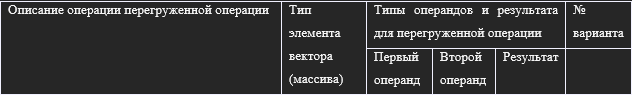 Описание операции перегруженной операции
Тип
элемента
вектора
(массива)
Типы операндов и результата
для перегруженной операции
Первый
операнд
Второй
операнд
Результат
№
варианта